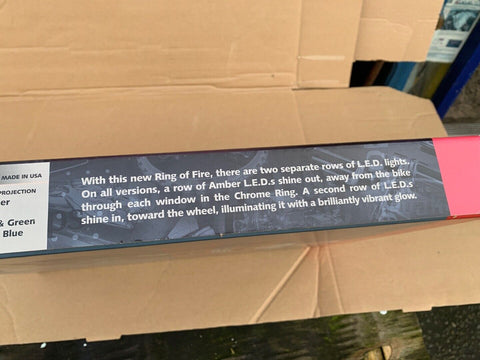 MADE IN USA
PROJECTION
& Green
Blue
With this new Ring of Fire, there are two separate rows of L.E.D. lights.
On all versions, a row of Amber L.E.D.s shine out, away from the bike
through each window in the Chrome Ring. A second row of L.E.D.s
shine in, toward the wheel, illuminating it with a brilliantly vibrant glow.